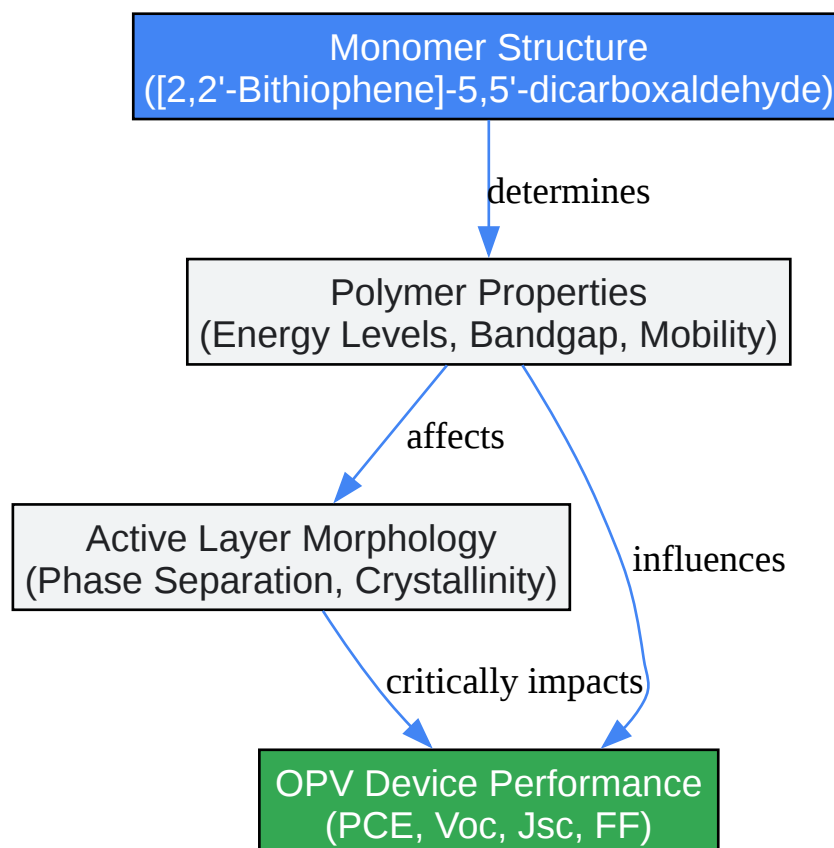 Monomer Structure
([2,2'-Bithiophene]-5,5'-dicarboxaldehyde)
determines
Polymer Properties
(Energy Levels, Bandgap, Mobility)
affects
Active Layer Morphology
(Phase Separation, Crystallinity)
influences
critically impacts
OPV Device Performance
(PCE, Voc, Jsc, FF)